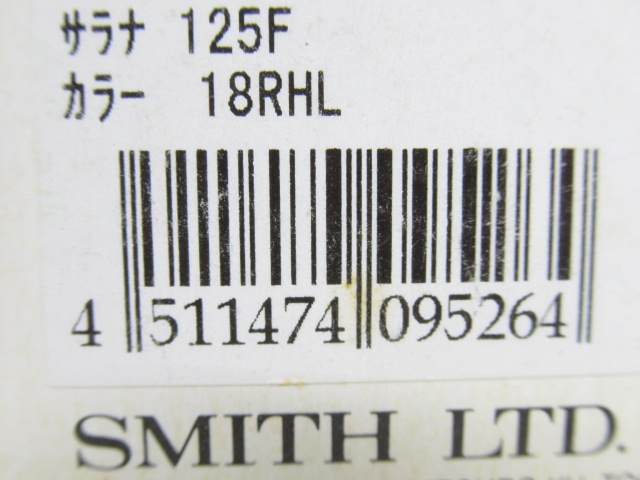 ｻﾗﾅ 125F
ｶﾗｰ 18RHL
4 511474 095264
SMITH LTD.